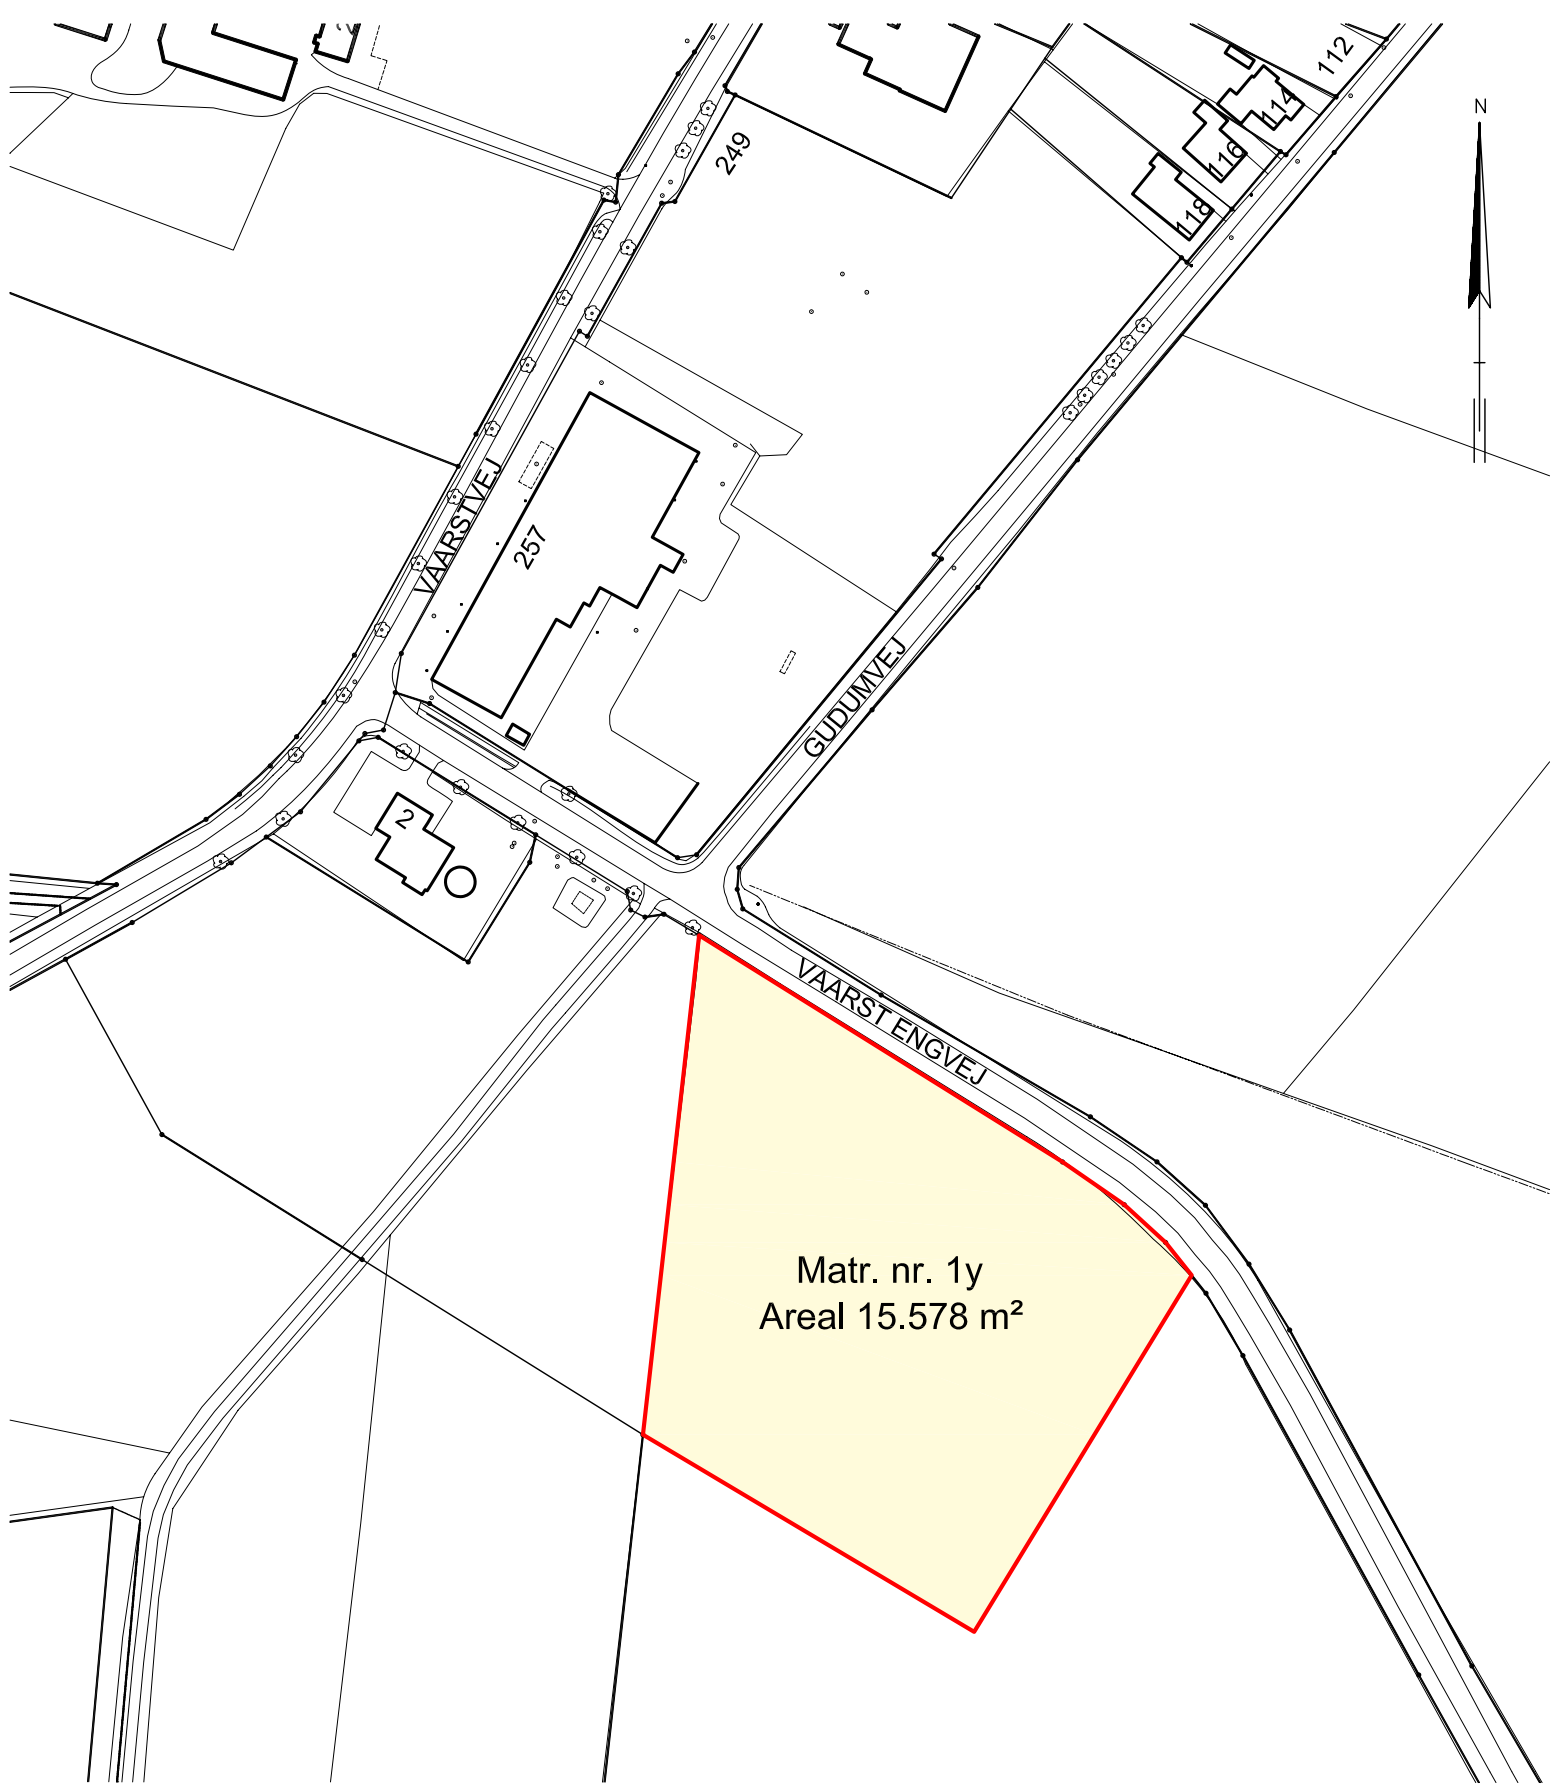 112
114
N
249
116
118
VAARSTVEJ
257
GUDUMVEJ
2
VAARST ENGVEJ
Matr. nr. 1y
Areal 15.578 m²